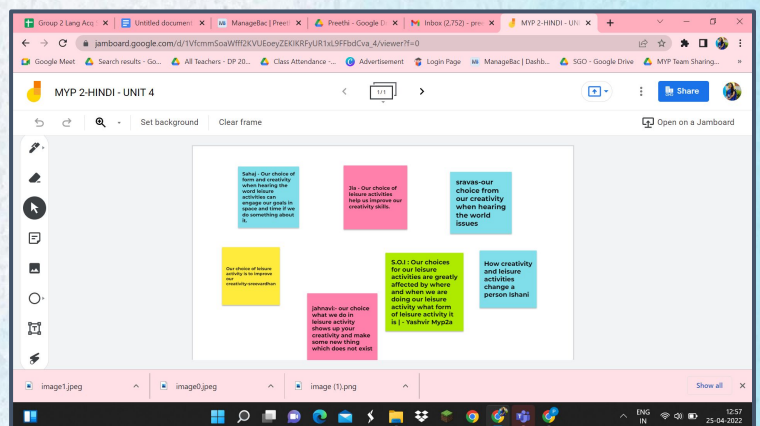 Group 2 Lang Acq
Untitled document
ManageBac | Preeth
Preethi - Google D
Inbox (2,752) - pree
MYP 2-HINDI - UNI
jamboard.google.com/d/1VfcmmSoaWfff2KVUEoeyZEKIKRFyUR1xL9FFbdCva_4/viewer?f=0
Google Meet
Search results - Go...
All Teachers - DP 20...
Class Attendance -...
Advertisement
Login Page
ManageBac | Dashb...
SGO - Google Drive
MYP Team Sharing...
MYP 2-HINDI - UNIT 4
1/1
Share
Set background
Clear frame
Open on a Jamboard
Sahaj - Our choice of
form and creativity
when hearing the
word leisure
activities can
engage our goals in
space and time if we
do something about
it.
Jia - Our choice of
leisure activities
help us improve our
creativity skills.
sravas-our
choice from
our creativity
when hearing
the world
issues
Our choice of leisure
activity is to improve
our
creativity-sreevardhan
jahnavi:- our choice
what we do in
leisure activity
shows up your
creativity and make
some new thing
which does not exist
S.O.I : Our choices
for our leisure
activities are greatly
affected by where
and when we are
doing our leisure
activity what form
of leisure activity it
is | - Yashvir Myp2a
How creativity
and leisure
activities
change a
person Ishani
image1.jpeg
image0.jpeg
image (1).png
Show all
ENG
IN
12:57
25-04-2022